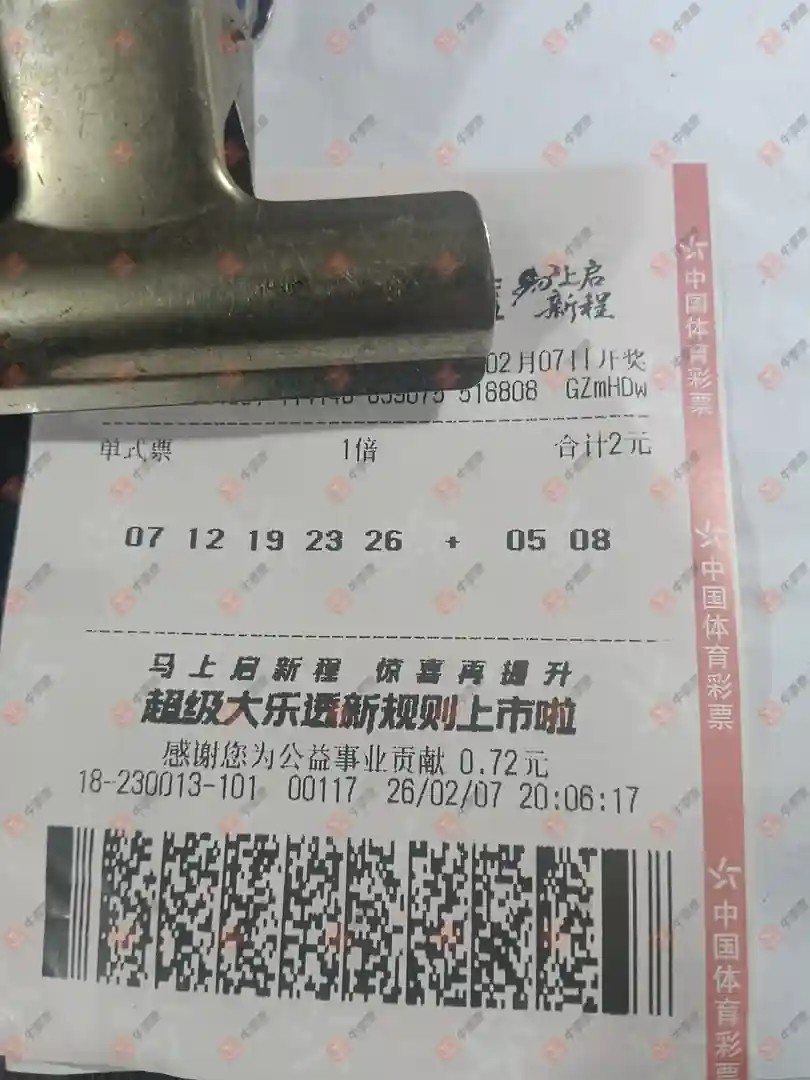 马上启
新程
02月07日开奖
516808 GZmHDw
单式票 1倍 合计2元
07 12 19 23 26 + 05 08
马上启新程 惊喜再提升
超级大乐透新规则上市啦
感谢您为公益事业贡献 0.72元
18-230013-101 00117 26/02/07 20:06:17
中国体育彩票
中国体育彩票
中国体育彩票